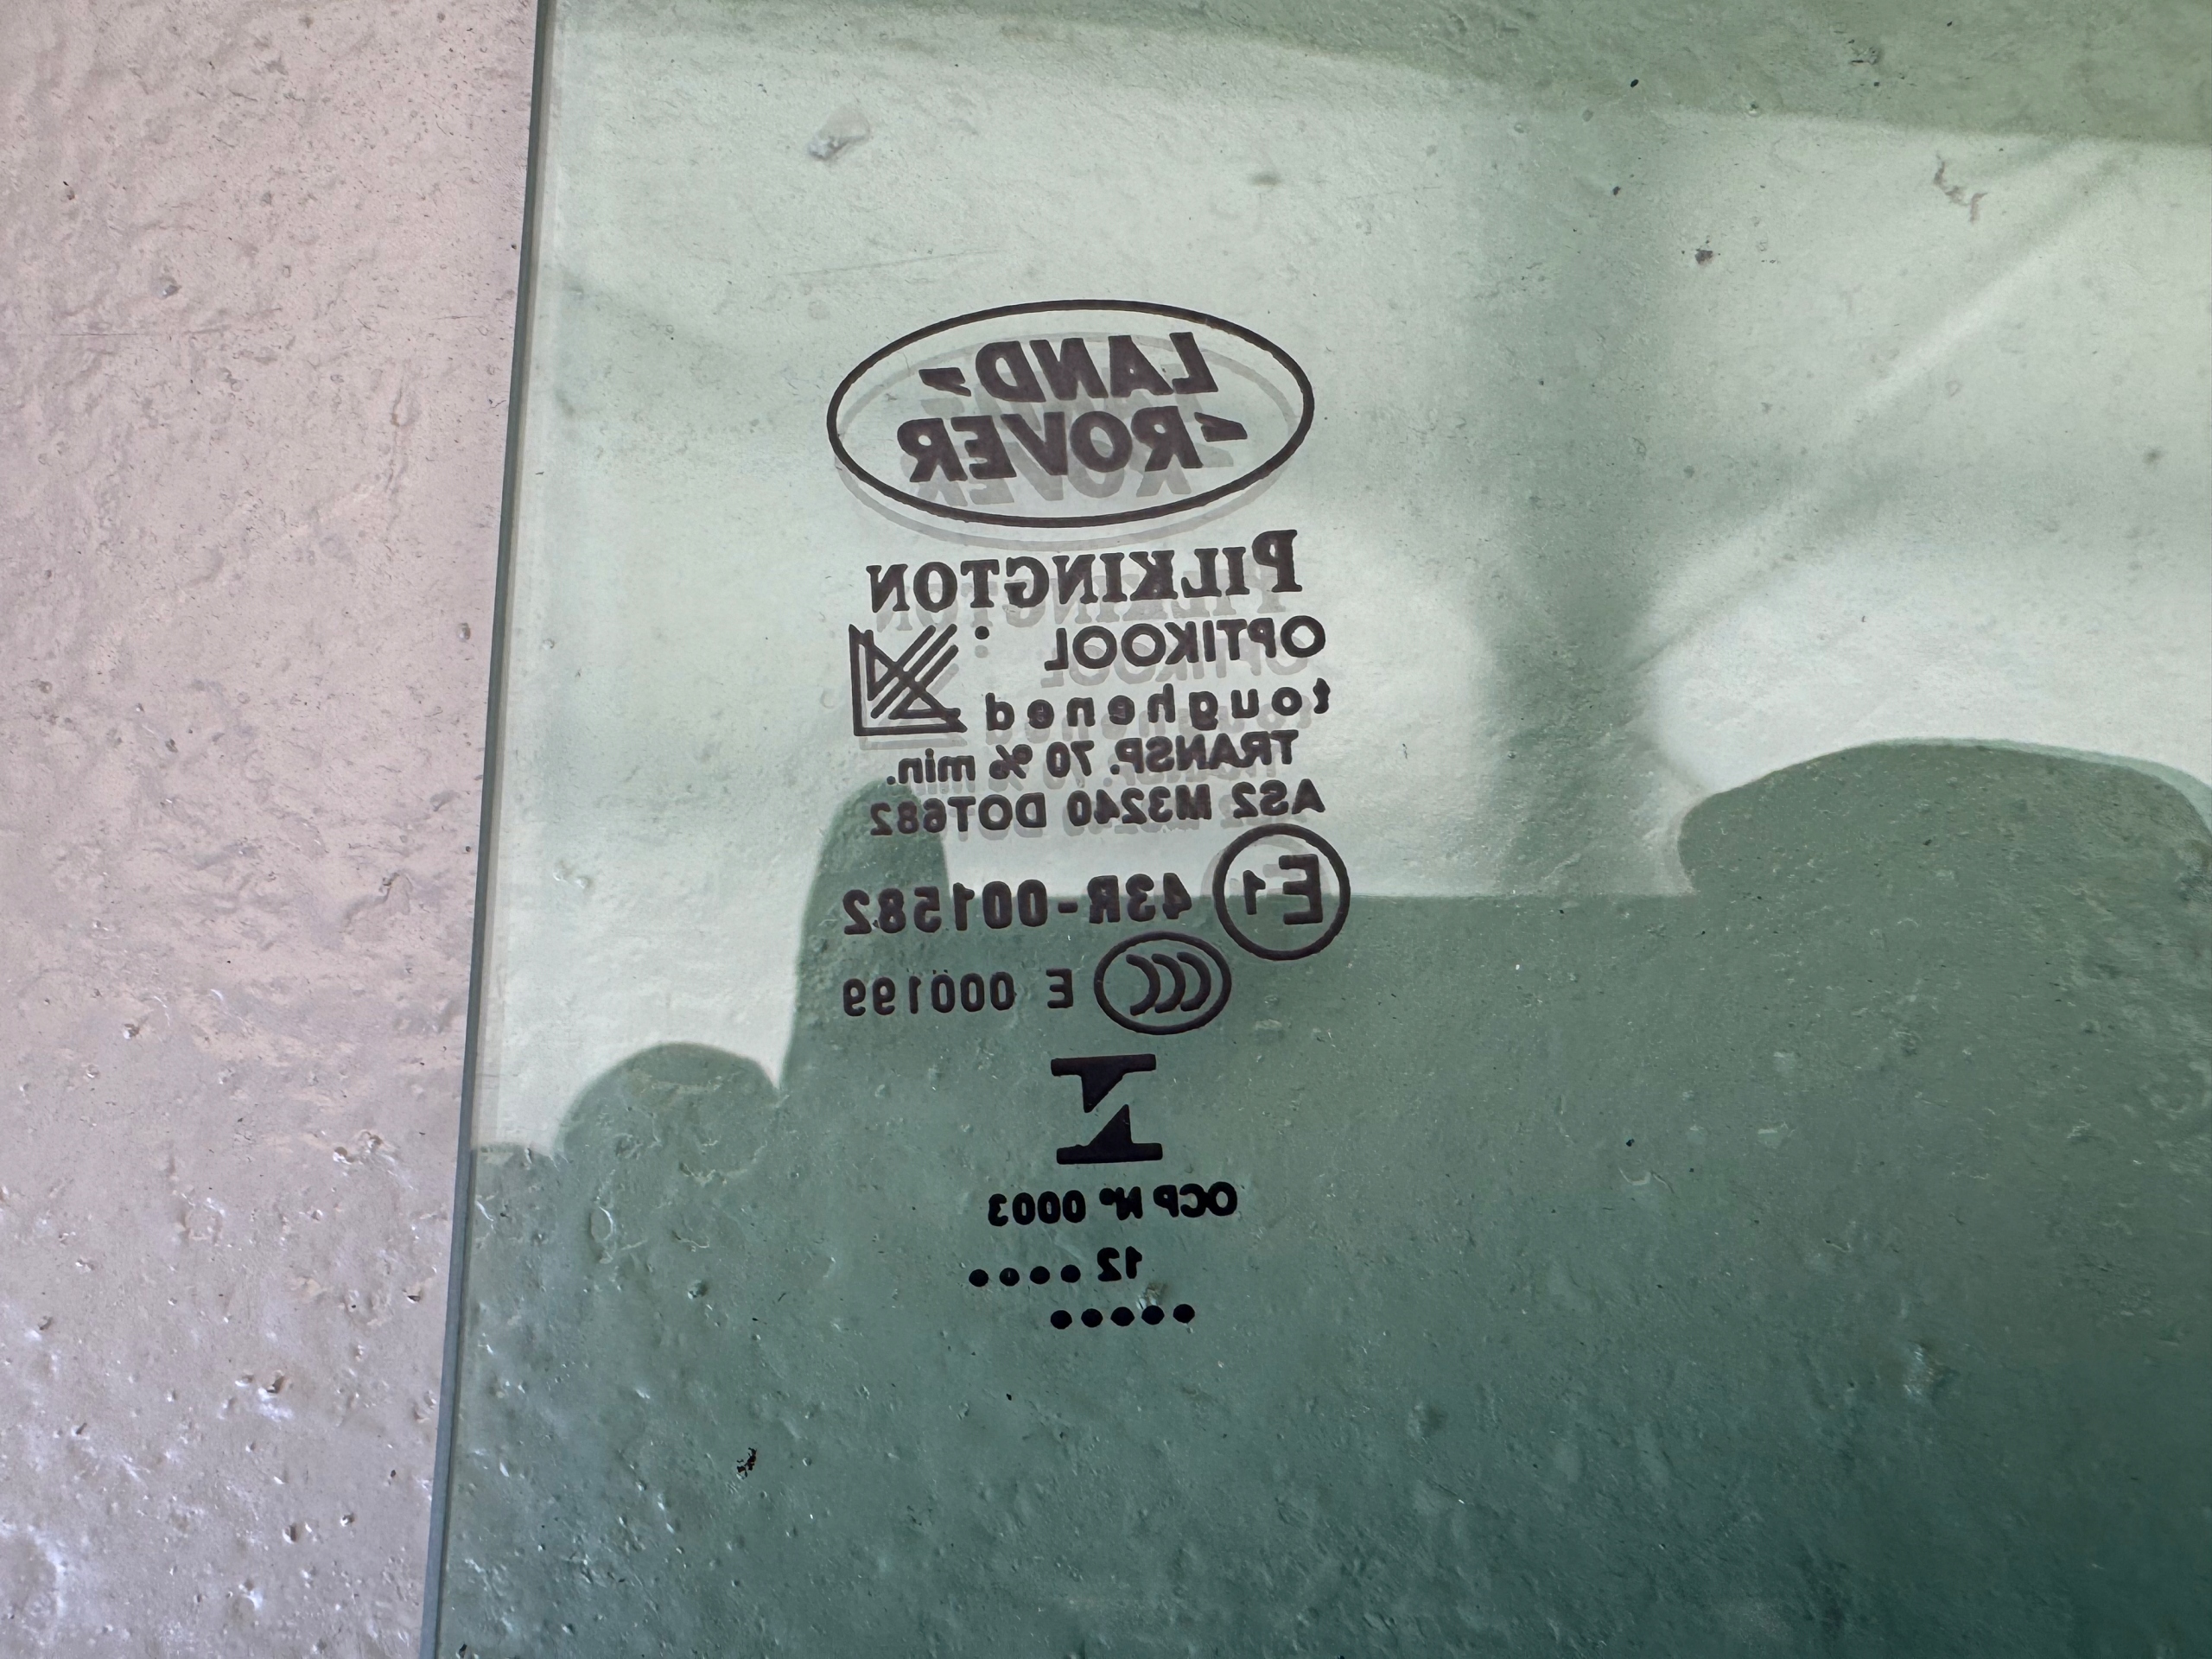 LAND
ROVER
PILKINGTON
OPTIKOOL
toughened
TRANSP. 70 % min.
AS2 M3240 DOT682
E1 43R-001582
CCC E 000199
OCP Nº 0003
12 ••••
•••••